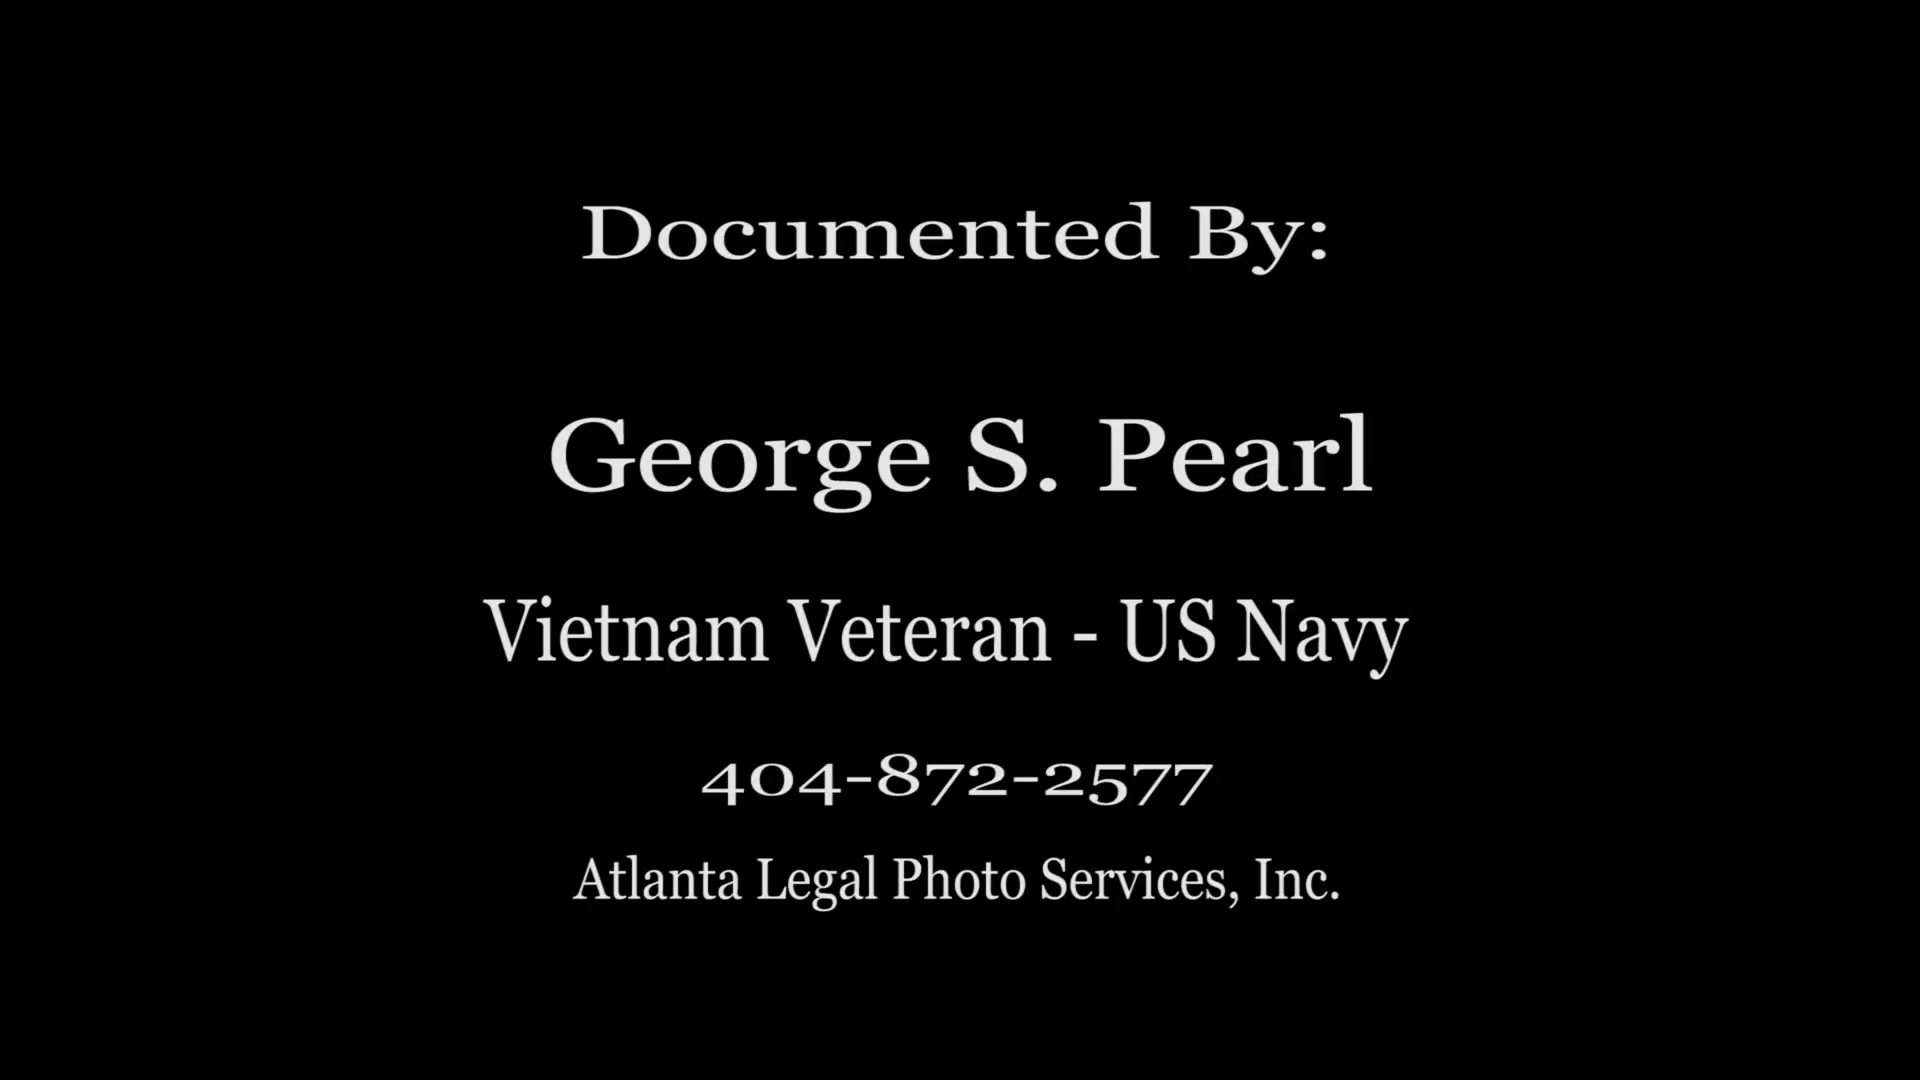 Documented By:
George S. Pearl
Vietnam Veteran - US Navy
404-872-2577
Atlanta Legal Photo Services, Inc.